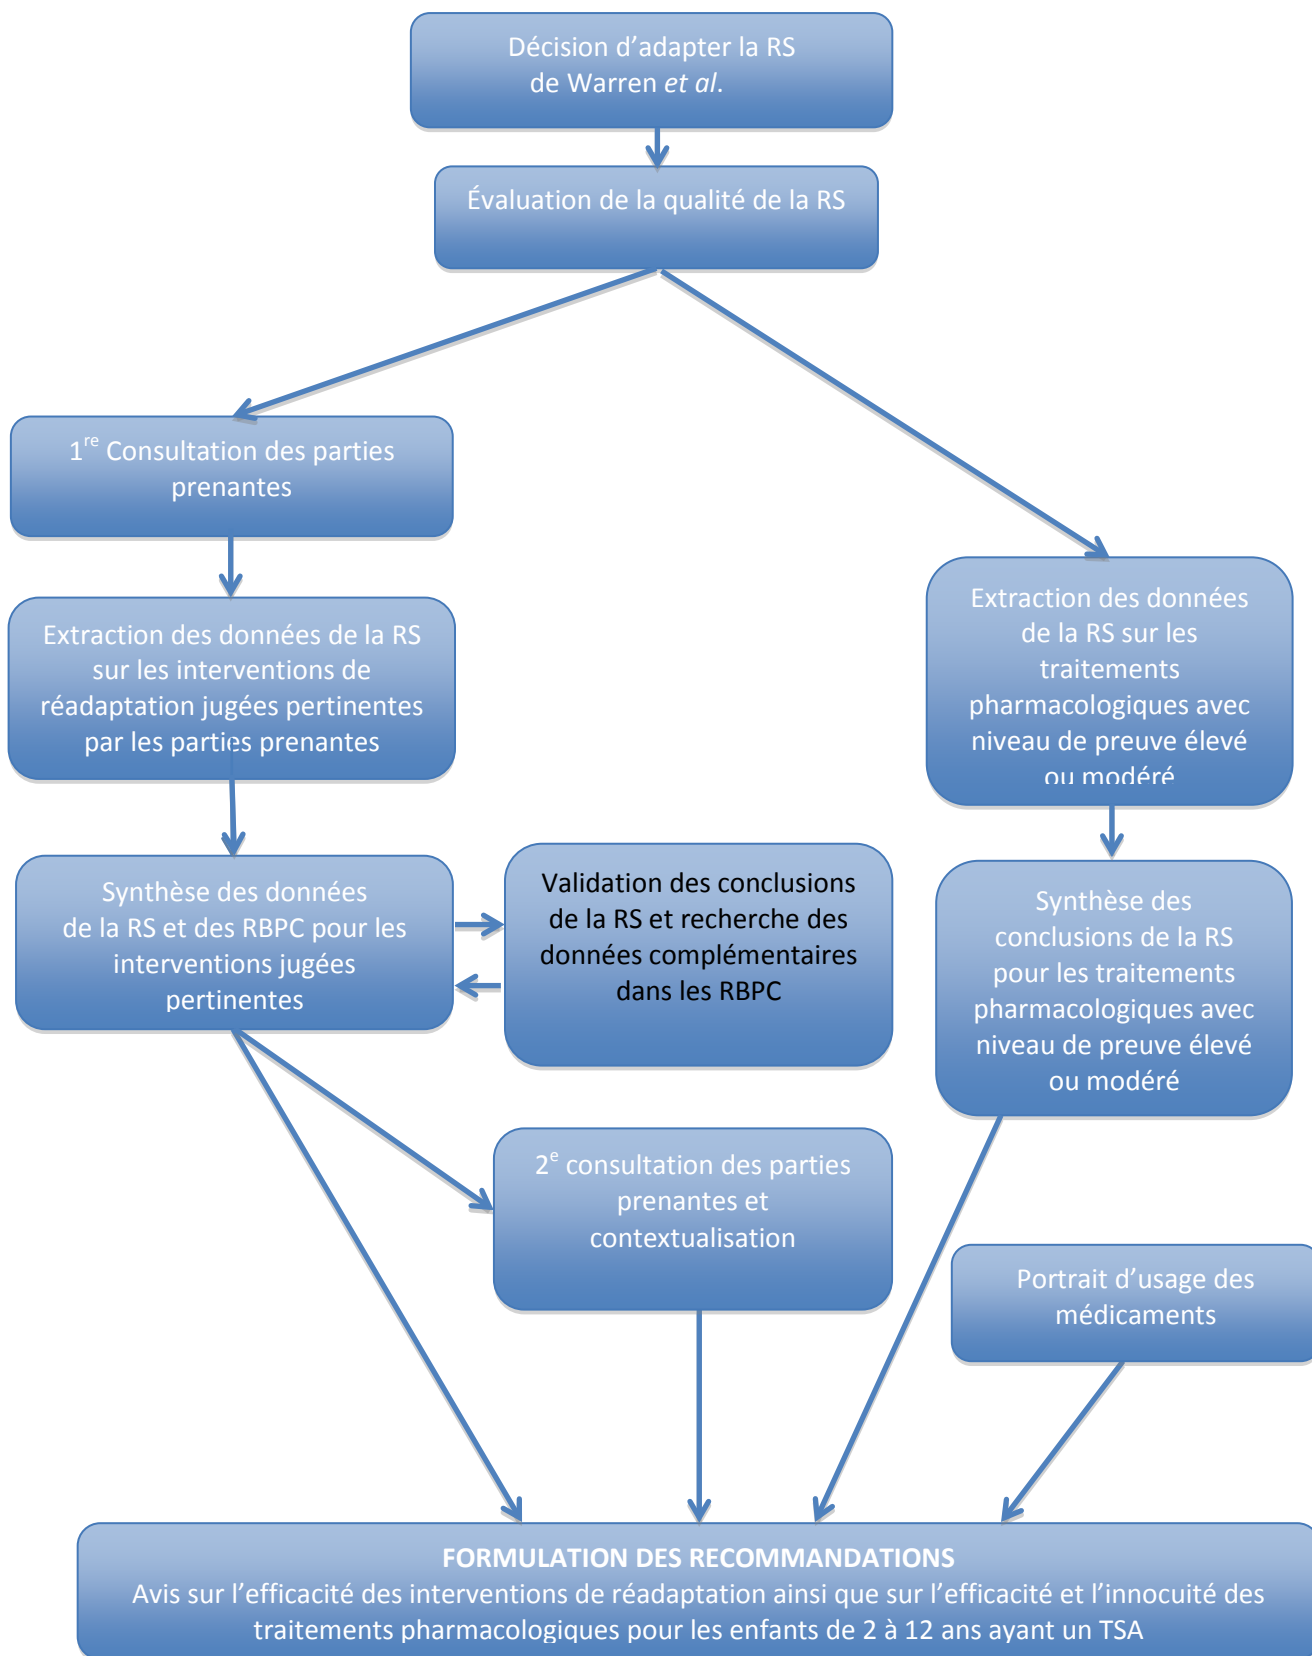 Décision d’adapter la RS
de Warren et al.
Évaluation de la qualité de la RS
1re Consultation des parties
prenantes
Extraction des données de la RS
sur les interventions de
réadaptation jugées pertinentes
par les parties prenantes
Extraction des données
de la RS sur les
traitements
pharmacologiques avec
niveau de preuve élevé
ou modéré
Synthèse des données
de la RS et des RBPC pour les
interventions jugées
pertinentes
Validation des conclusions
de la RS et recherche des
données complémentaires
dans les RBPC
Synthèse des
conclusions de la RS
pour les traitements
pharmacologiques avec
niveau de preuve élevé
ou modéré
2e consultation des parties
prenantes et
contextualisation
Portrait d’usage des
médicaments
FORMULATION DES RECOMMANDATIONS
Avis sur l’efficacité des interventions de réadaptation ainsi que sur l’efficacité et l’innocuité des
traitements pharmacologiques pour les enfants de 2 à 12 ans ayant un TSA